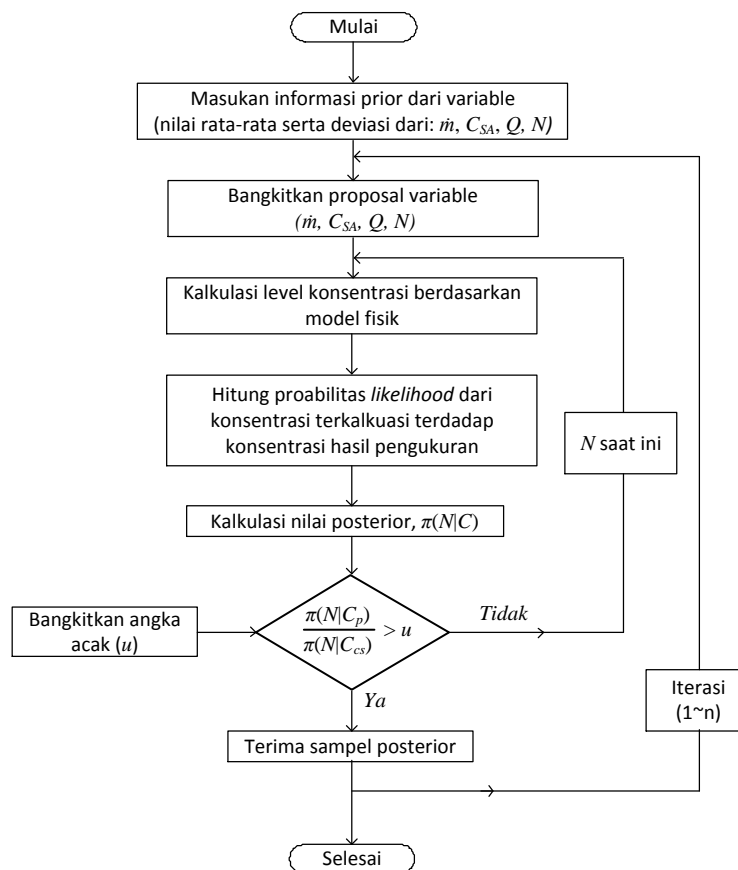 Mulai
Masukan informasi prior dari variable
(nilai rata-rata serta deviasi dari: ṁ, C_SA, Q, N)
Bangkitkan proposal variable
(ṁ, C_SA, Q, N)
Kalkulasi level konsentrasi berdasarkan
model fisik
Hitung proabilitas likelihood dari
konsentrasi terkalkuasi terdadap
konsentrasi hasil pengukuran
N saat ini
Kalkulasi nilai posterior, π(N|C)
Bangkitkan angka
acak (u)
π(N|C_p)
π(N|C_cs)
> u
Tidak
Ya
Iterasi
(1~n)
Terima sampel posterior
Selesai